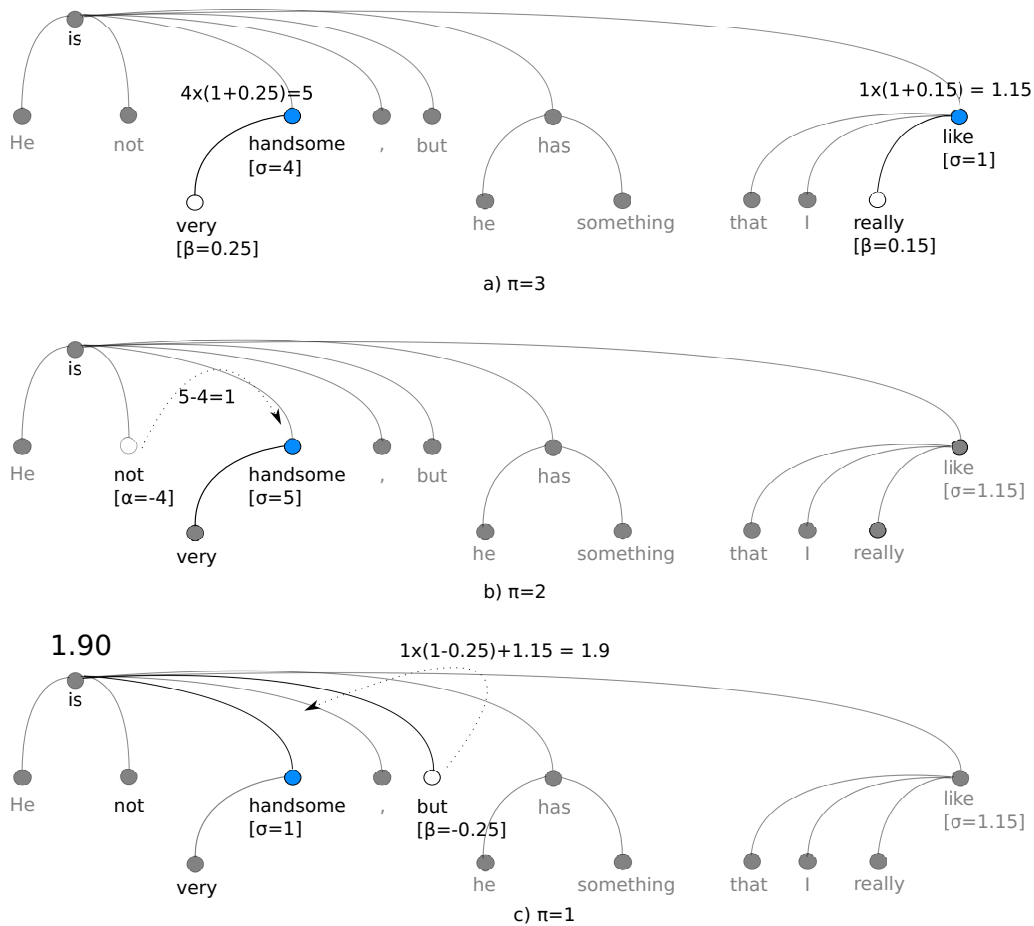 is
4x(1+0.25)=5
1x(1+0.15) = 1.15
He not handsome , but has like
[σ=4] [σ=1]
very he something that I really
[β=0.25] [β=0.15]
a) π=3
is
5-4=1
He not handsome , but has like
[α=-4] [σ=5] [σ=1.15]
very he something that I really
b) π=2
1.90
1x(1-0.25)+1.15 = 1.9
is
He not handsome , but has like
[σ=1] [β=-0.25] [σ=1.15]
very he something that I really
c) π=1